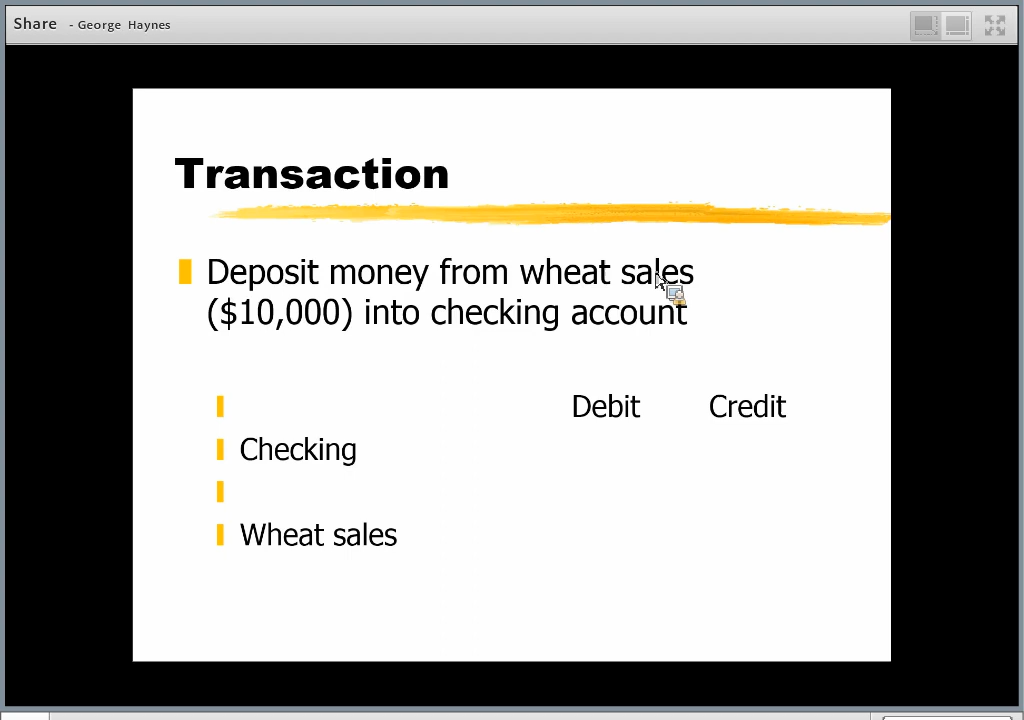 Share - George Haynes
Transaction
Deposit money from wheat sales
($10,000) into checking account
Debit Credit
Checking
Wheat sales